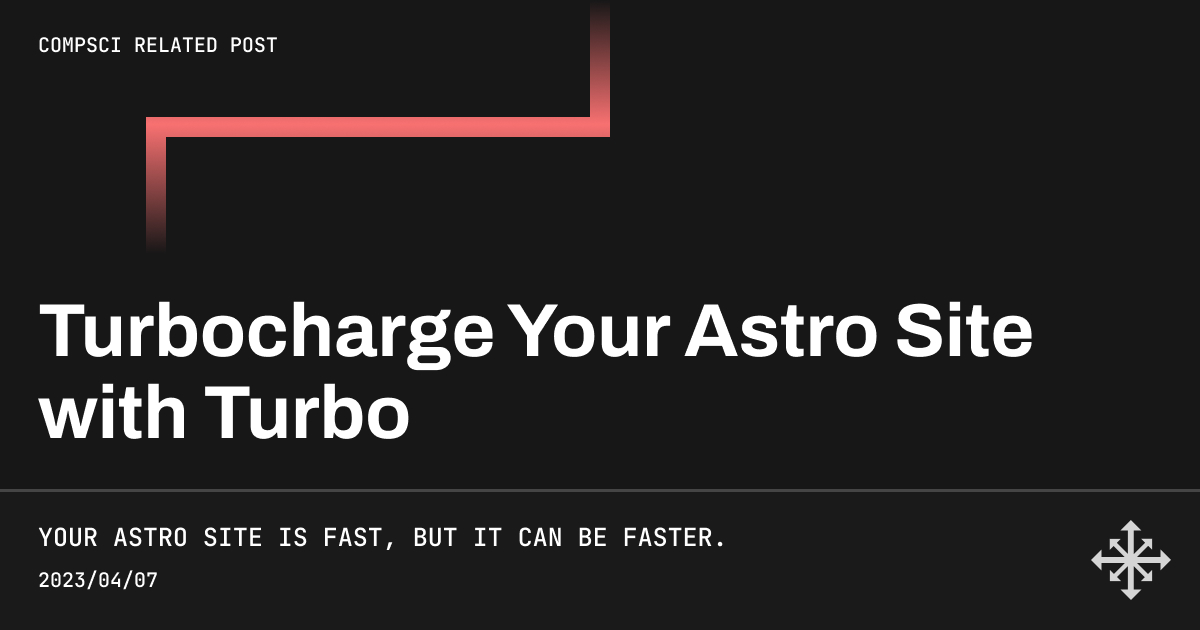 COMPSCI RELATED POST
Turbocharge Your Astro Site
with Turbo
YOUR ASTRO SITE IS FAST, BUT IT CAN BE FASTER.
2023/04/07